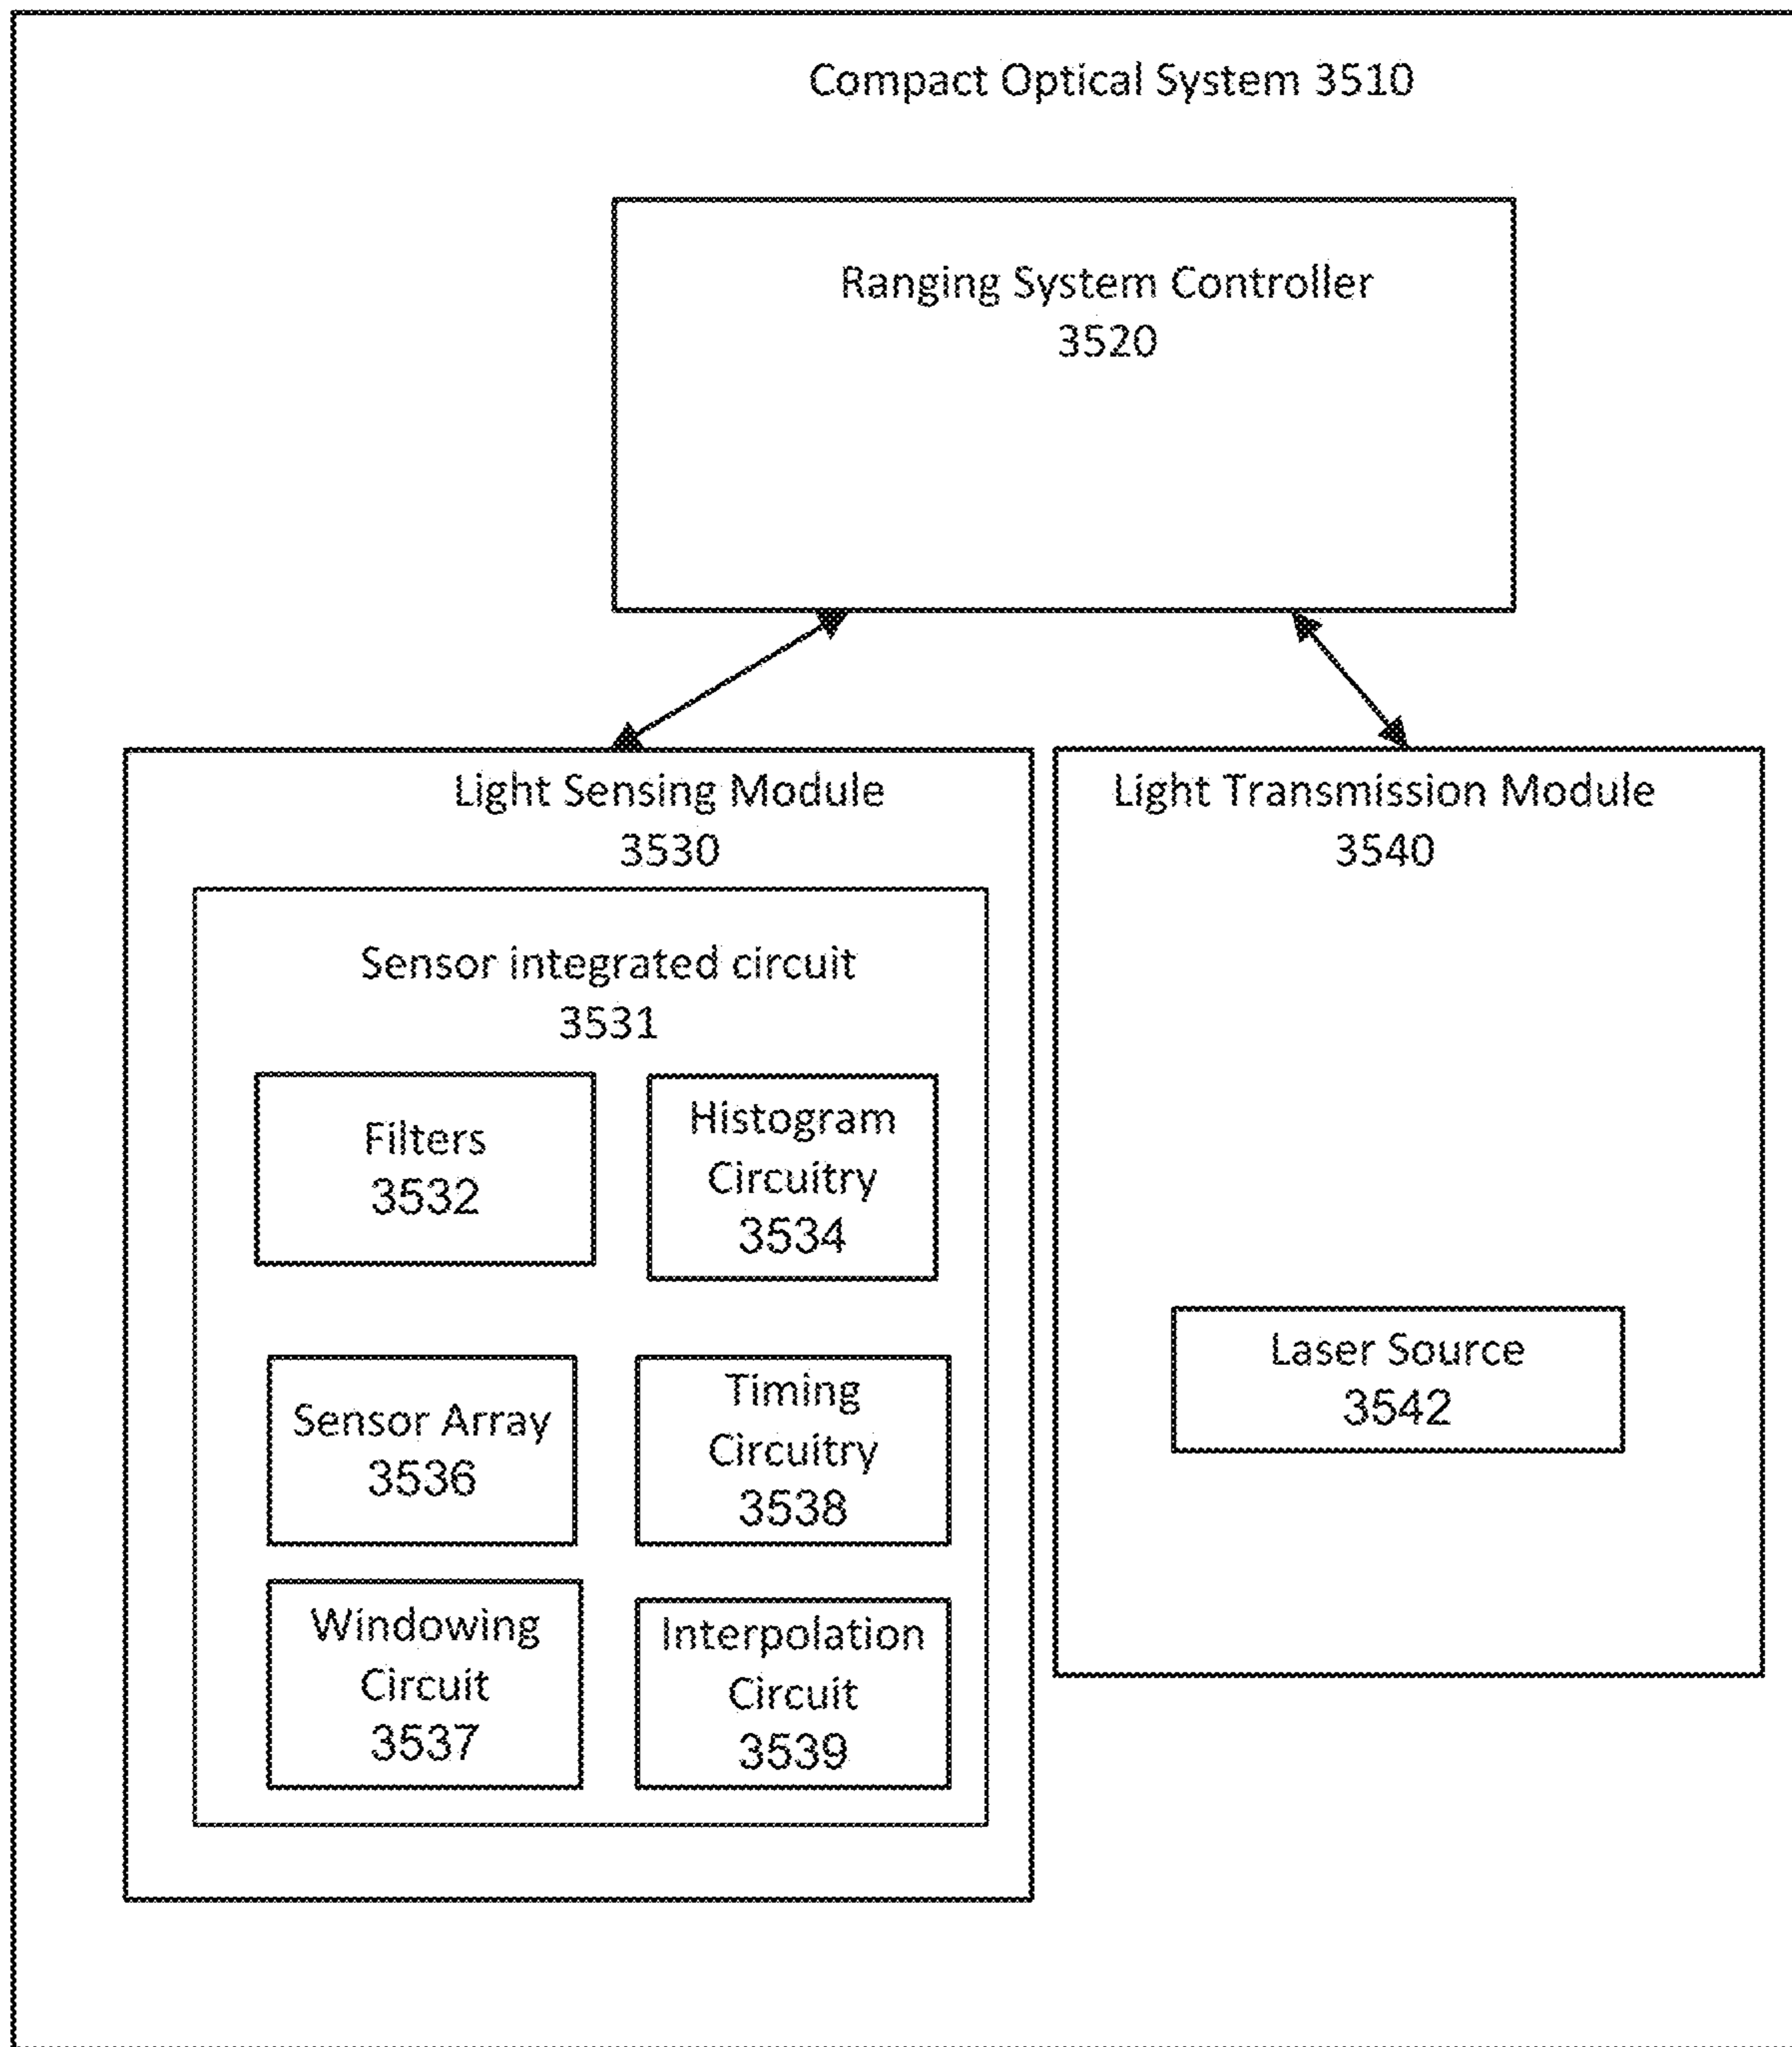 Compact Optical System 3510
Ranging System Controller
3520
Light Sensing Module
3530
Light Transmission Module
3540
Sensor integrated circuit
3531
Filters
3532
Histogram
Circuitry
3534
Sensor Array
3536
Timing
Circuitry
3538
Laser Source
3542
Windowing
Circuit
3537
Interpolation
Circuit
3539